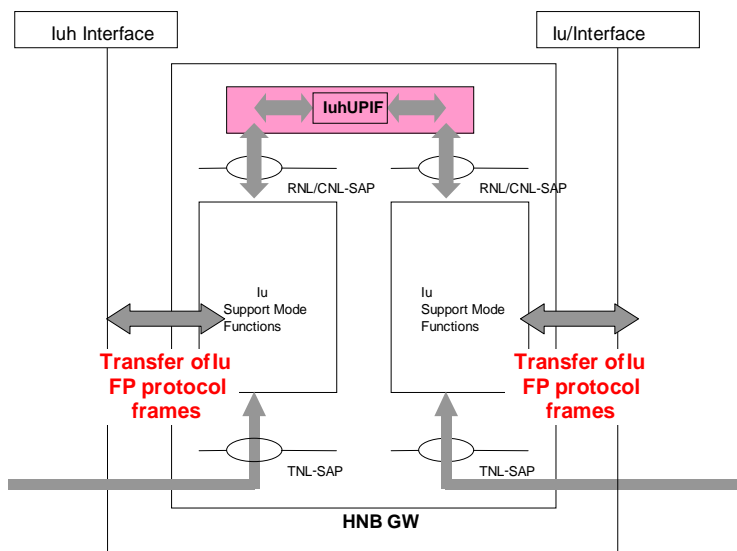 Iuh Interface
Iu/Interface
IuhUPIF
RNL/CNL-SAP
RNL/CNL-SAP
Iu
Support Mode
Functions
Iu
Support Mode
Functions
Transfer of Iu
FP protocol
frames
Transfer of Iu
FP protocol
frames
TNL-SAP
TNL-SAP
HNB GW